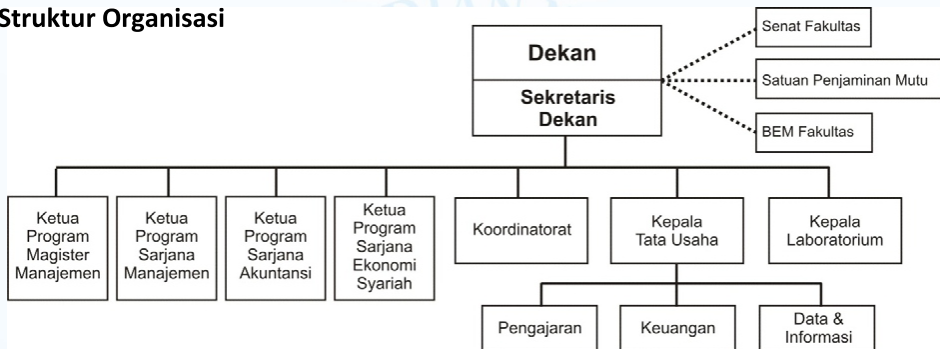 Struktur Organisasi
Dekan
Sekretaris
Dekan
Senat Fakultas
Satuan Penjaminan Mutu
BEM Fakultas
Ketua
Program
Magister
Manajemen
Ketua
Program
Sarjana
Manajemen
Ketua
Program
Sarjana
Akuntansi
Ketua
Program
Sarjana
Ekonomi
Syariah
Koordinatorat
Kepala
Tata Usaha
Kepala
Laboratorium
Pengajaran
Keuangan
Data &
Informasi